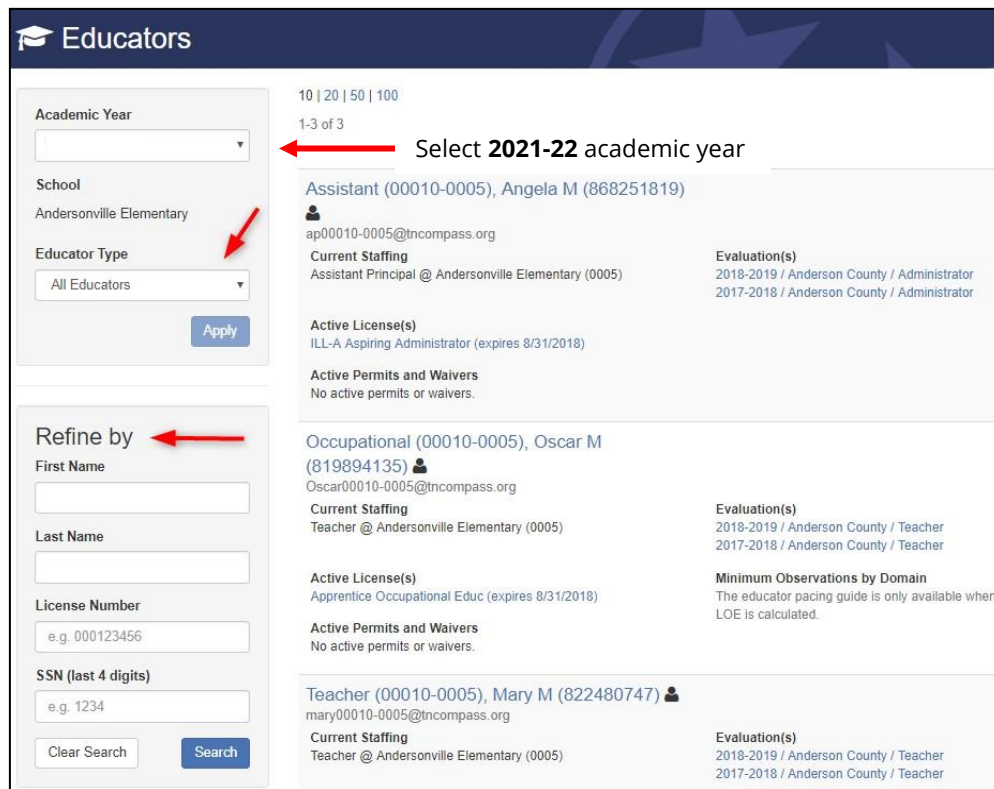 Educators
Academic Year
School
Andersonville Elementary
Educator Type
All Educators
Apply
Refine by
First Name
Last Name
License Number
e.g. 000123456
SSN (last 4 digits)
e.g. 1234
Clear Search
Search
10 | 20 | 50 | 100
1-3 of 3
Select 2021-22 academic year
Assistant (00010-0005), Angela M (868251819)
ap00010-0005@tncompass.org
Current Staffing
Assistant Principal @ Andersonville Elementary (0005)
Evaluation(s)
2018-2019 / Anderson County / Administrator
2017-2018 / Anderson County / Administrator
Active License(s)
ILL-A Aspiring Administrator (expires 8/31/2018)
Active Permits and Waivers
No active permits or waivers.
Occupational (00010-0005), Oscar M
(819894135)
Oscar00010-0005@tncompass.org
Current Staffing
Teacher @ Andersonville Elementary (0005)
Evaluation(s)
2018-2019 / Anderson County / Teacher
2017-2018 / Anderson County / Teacher
Active License(s)
Apprentice Occupational Educ (expires 8/31/2018)
Minimum Observations by Domain
The educator pacing guide is only available when
LOE is calculated.
Active Permits and Waivers
No active permits or waivers.
Teacher (00010-0005), Mary M (822480747)
mary00010-0005@tncompass.org
Current Staffing
Teacher @ Andersonville Elementary (0005)
Evaluation(s)
2018-2019 / Anderson County / Teacher
2017-2018 / Anderson County / Teacher